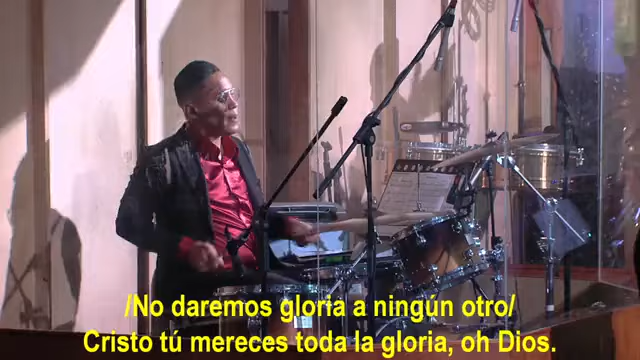 /No daremos gloria a ningún otro/
Cristo tú mereces toda la gloria, oh Dios.